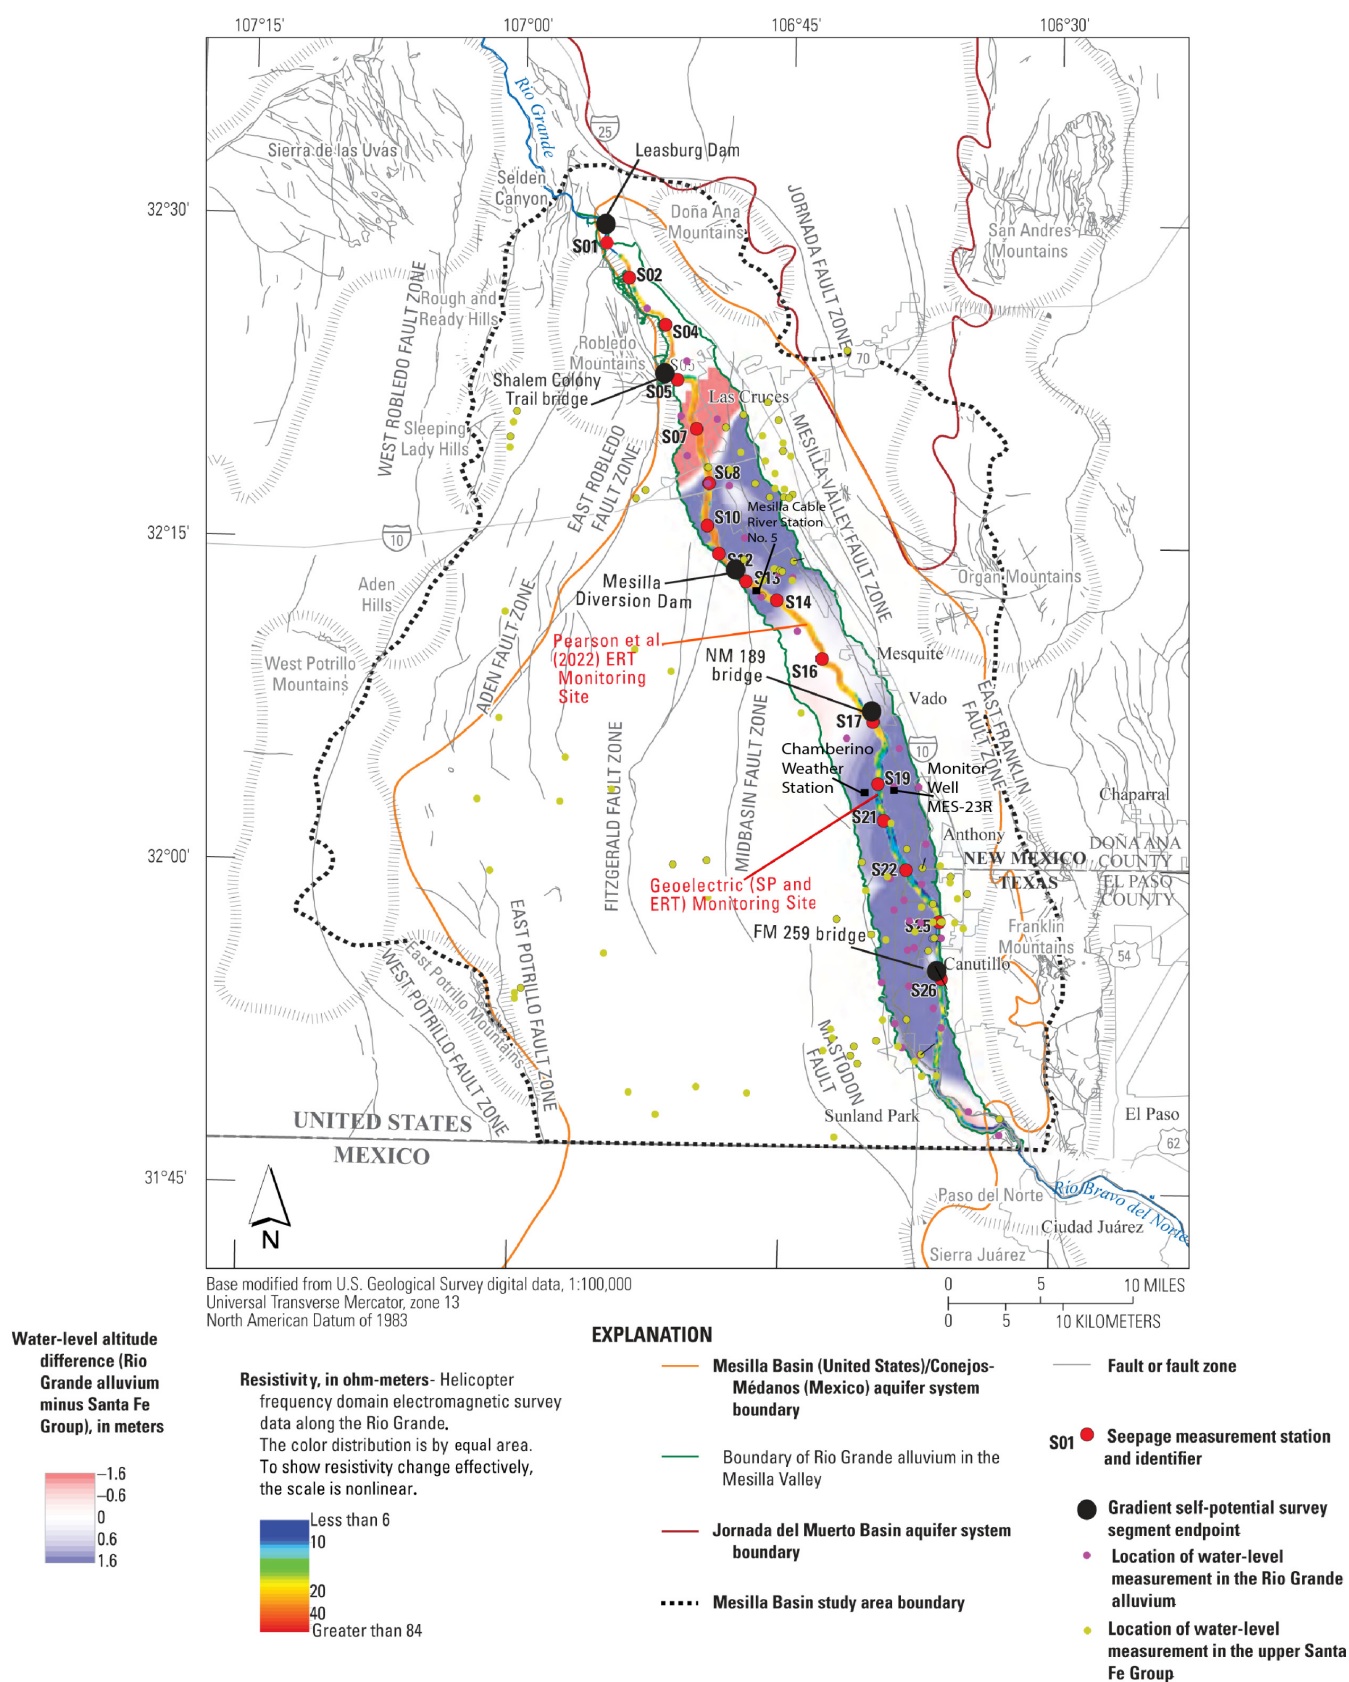 107°15'
107°00'
106°45'
106°30'
Rio Grande
25
Leasburg Dam
Sierra de las Uvas
Selden
Canyon
32°30'
Doña Ana
Mountains
JORNADA FAULT ZONE
San Andres
Mountains
S01
S02
WEST ROBLEDO FAULT ZONE
Rough and
Ready Hills
S04
Robledo
Mountains
S05
70
Shalem Colony
Trail bridge
S05
Las Cruces
Sleeping
Lady Hills
S07
EAST ROBLEDO
FAULT ZONE
MESILLA VALLEY FAULT ZONE
S08
Mesilla Cable
River Station
No. 5
S10
32°15'
10
S12
S13
Organ Mountains
Aden
Hills
Mesilla
Diversion Dam
S14
ADEN FAULT ZONE
Pearson et al
(2022) ERT
Monitoring
Site
NM 189
bridge
Mesquite
West Potrillo
Mountains
S16
Vado
EAST FRANKLIN
FAULT ZONE
S17
10
FITZGERALD FAULT ZONE
MIDBASIN FAULT ZONE
Chamberino
Weather
Station
S19
Monitor
Well
MES-23R
Chaparral
S21
Anthony
32°00'
NEW MEXICO
TEXAS
DOÑA ANA
COUNTY
EL PASO
COUNTY
S22
Geoelectric (SP and
ERT) Monitoring Site
FM 259 bridge
S25
Franklin
Mountains
54
Canutillo
S26
East Potrillo Mountains
WEST POTRILLO FAULT ZONE
EAST POTRILLO FAULT ZONE
MASTODON
FAULT
Sunland Park
El Paso
62
UNITED STATES
MEXICO
31°45'
Rio Bravo del Norte
Paso del Norte
Ciudad Juárez
Sierra Juárez
N
Base modified from U.S. Geological Survey digital data, 1:100,000
Universal Transverse Mercator, zone 13
North American Datum of 1983
0 5 10 MILES
0 5 10 KILOMETERS
EXPLANATION
Water-level altitude
difference (Rio
Grande alluvium
minus Santa Fe
Group), in meters
–1.6
–0.6
0
0.6
1.6
Resistivity, in ohm-meters- Helicopter
frequency domain electromagnetic survey
data along the Rio Grande.
The color distribution is by equal area.
To show resistivity change effectively,
the scale is nonlinear.
Less than 6
10
20
40
Greater than 84
Mesilla Basin (United States)/Conejos-
Médanos (Mexico) aquifer system
boundary
Boundary of Rio Grande alluvium in the
Mesilla Valley
Jornada del Muerto Basin aquifer system
boundary
Mesilla Basin study area boundary
Fault or fault zone
S01
Seepage measurement station
and identifier
Gradient self-potential survey
segment endpoint
Location of water-level
measurement in the Rio Grande
alluvium
Location of water-level
measurement in the upper Santa
Fe Group